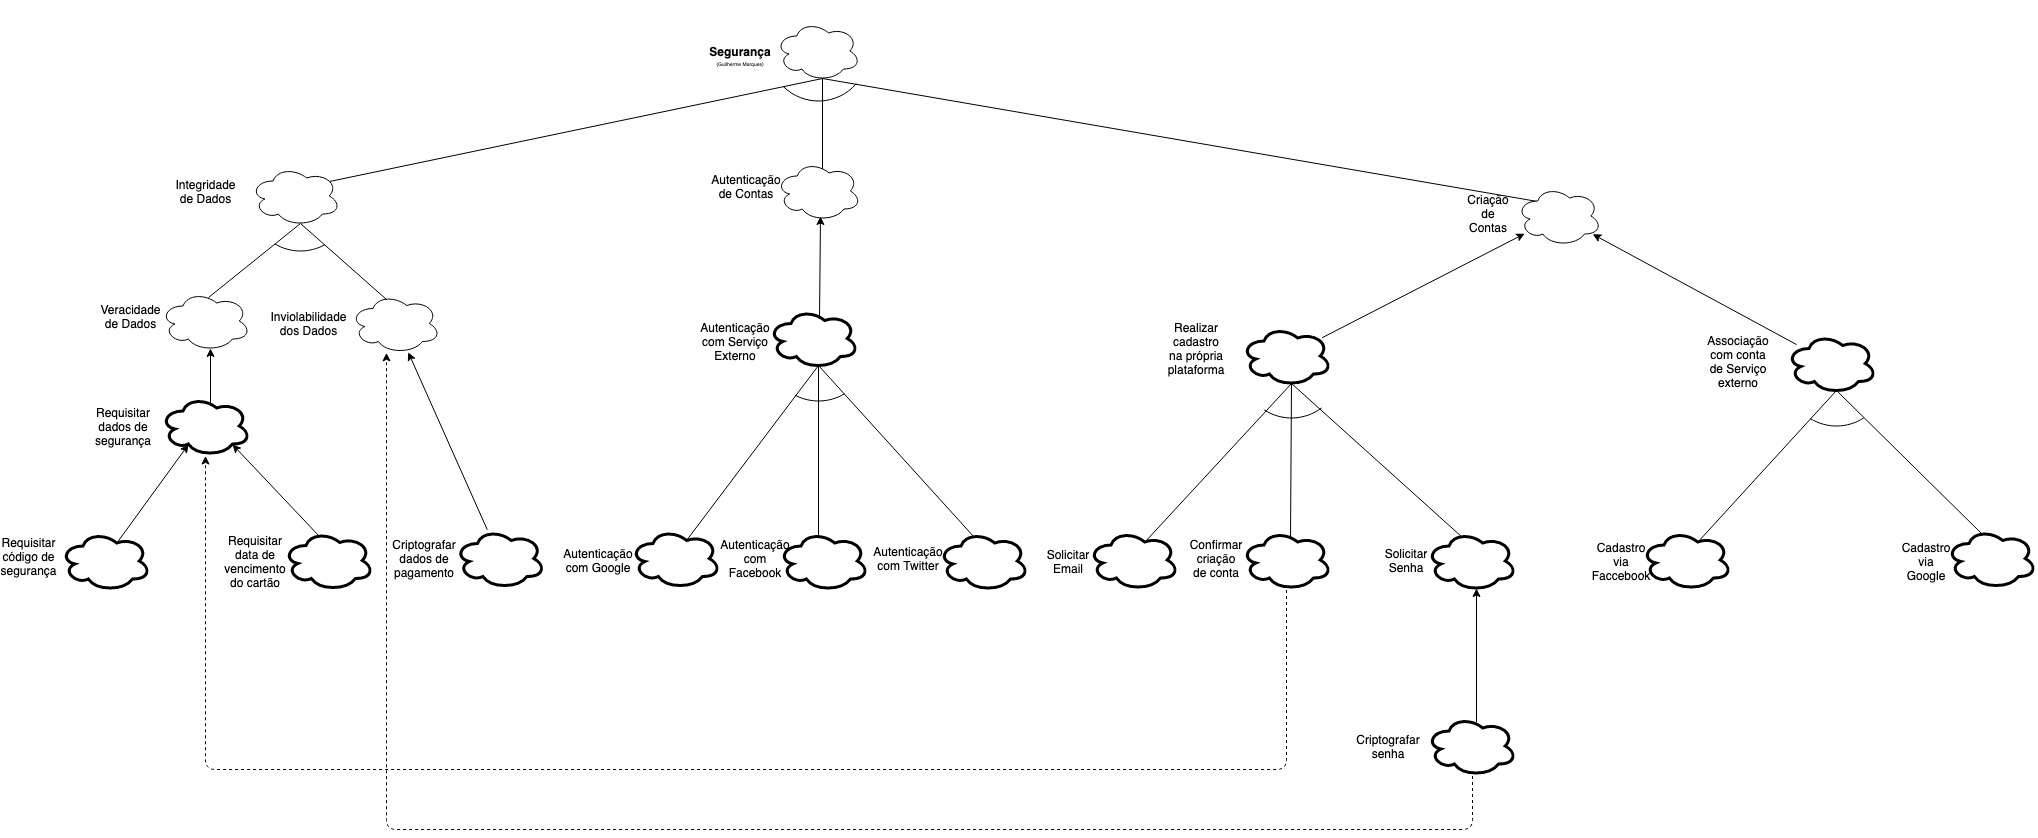 Segurança
(Guilherme Marques)
Integridade
de Dados
Autenticação
de Contas
Criação
de
Contas
Veracidade
de Dados
Inviolabilidade
dos Dados
Autenticação
com Serviço
Externo
Realizar
cadastro
na própria
plataforma
Associação
com conta
de Serviço
externo
Requisitar
dados de
segurança
Requisitar
código de
segurança
Requisitar
data de
vencimento
do cartão
Criptografar
dados de
pagamento
Autenticação
com Google
Autenticação
com
Facebook
Autenticação
com Twitter
Solicitar
Email
Confirmar
criação
de conta
Solicitar
Senha
Cadastro
via
Faccebook
Cadastro
via
Google
Criptografar
senha